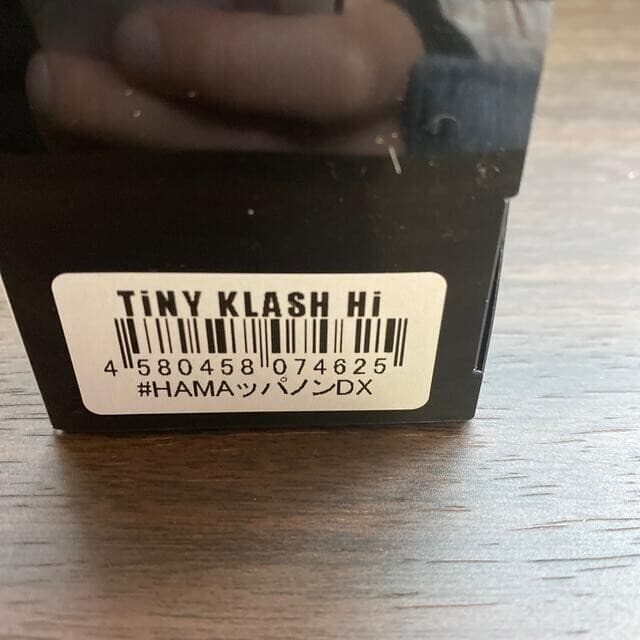 TiNY KLASH Hi
4 580458 074625
#HAMAッパノンDX